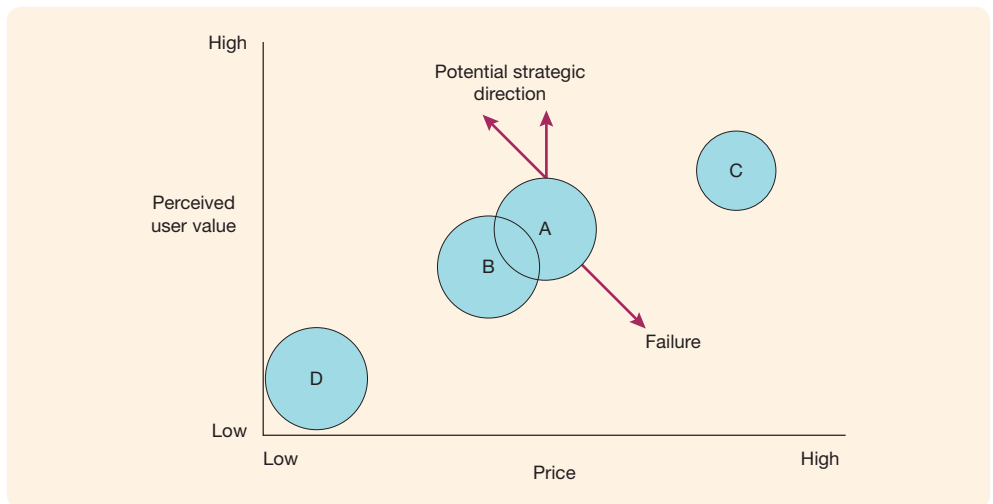 High
Potential strategic
direction
C
Perceived
user value
A
B
Failure
D
Low
Low
High
Price